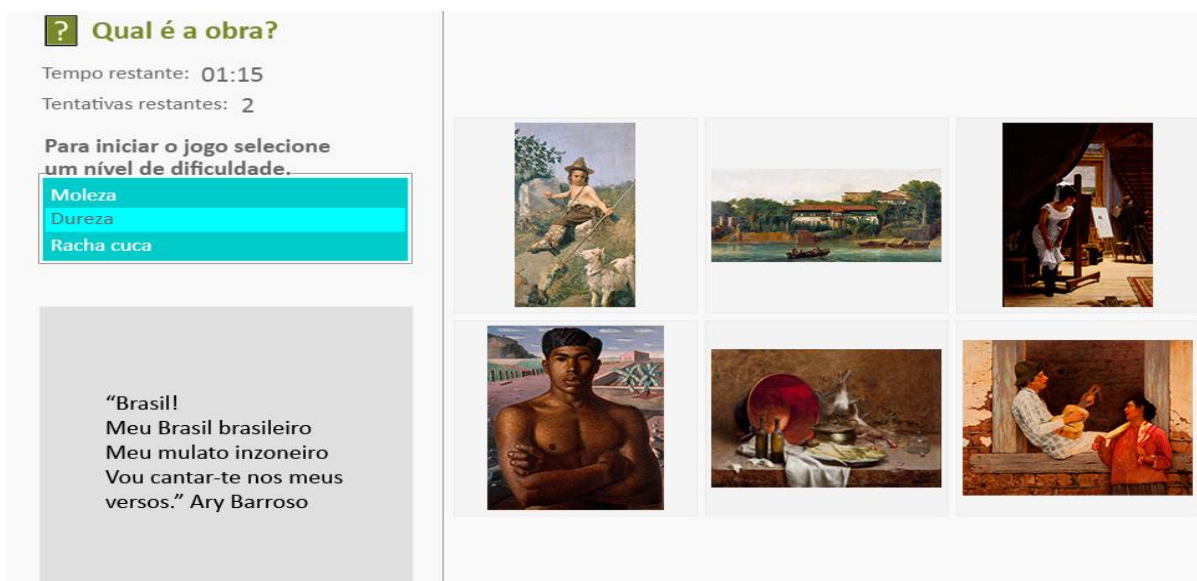 ? Qual é a obra?
Tempo restante: 01:15
Tentativas restantes: 2
Para iniciar o jogo selecione
um nível de dificuldade.
Moleza
Dureza
Racha cuca
“Brasil!
Meu Brasil brasileiro
Meu mulato inzoneiro
Vou cantar-te nos meus
versos.” Ary Barroso